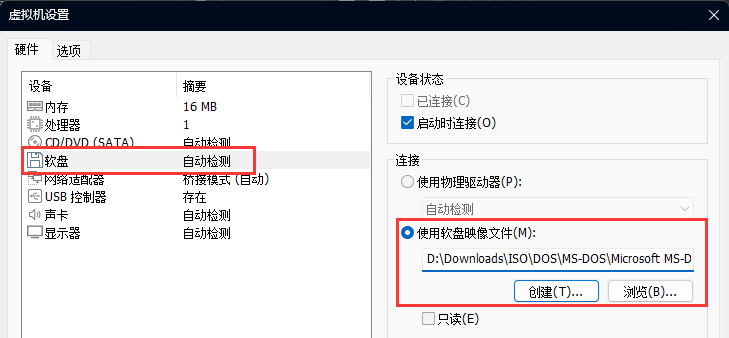 虚拟机设置
硬件 选项
设备 摘要
内存 16 MB
处理器 1
CD/DVD (SATA) 自动检测
软盘 自动检测
网络适配器 桥接模式 (自动)
USB 控制器 存在
声卡 自动检测
显示器 自动检测
设备状态
已连接(C)
启动时连接(O)
连接
使用物理驱动器(P):
自动检测
使用软盘映像文件(M):
D:\Downloads\ISO\DOS\MS-DOS\Microsoft MS-D
创建(T)... 浏览(B)...
只读(E)